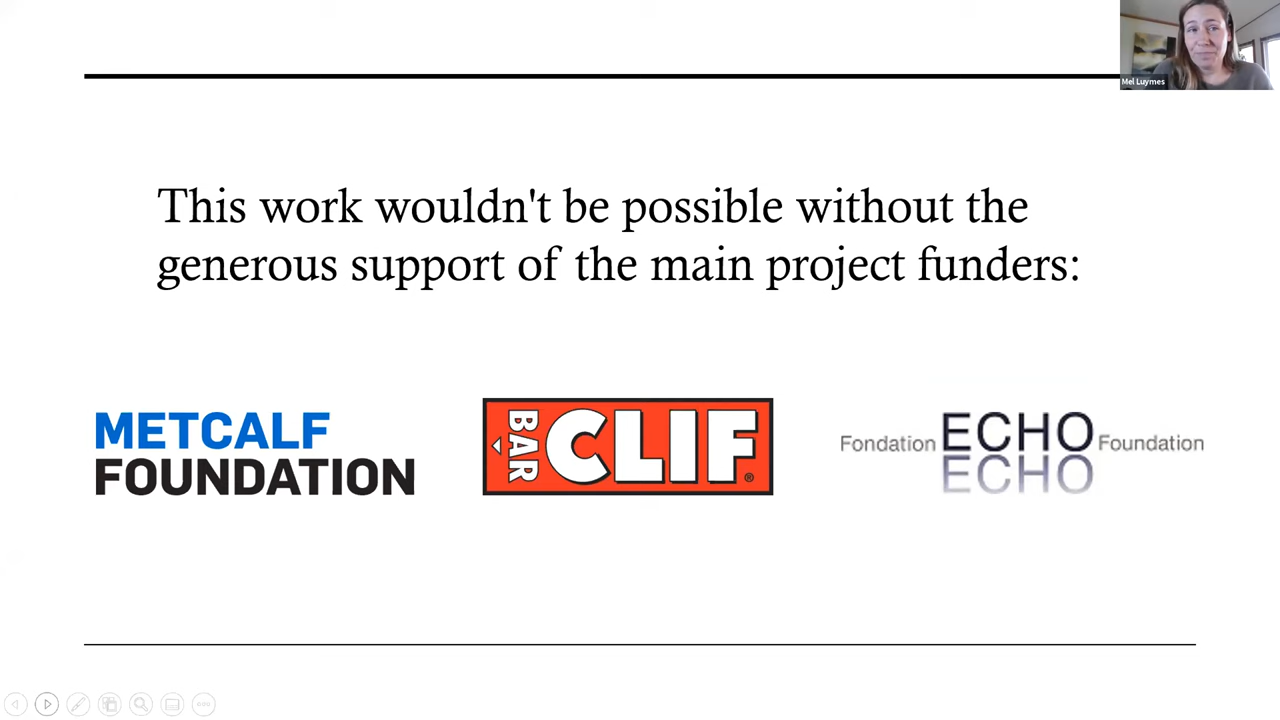 Mel Luymes
This work wouldn't be possible without the
generous support of the main project funders:
METCALF
FOUNDATION
BAR
CLIF®
Fondation ECHO Foundation
ECHO